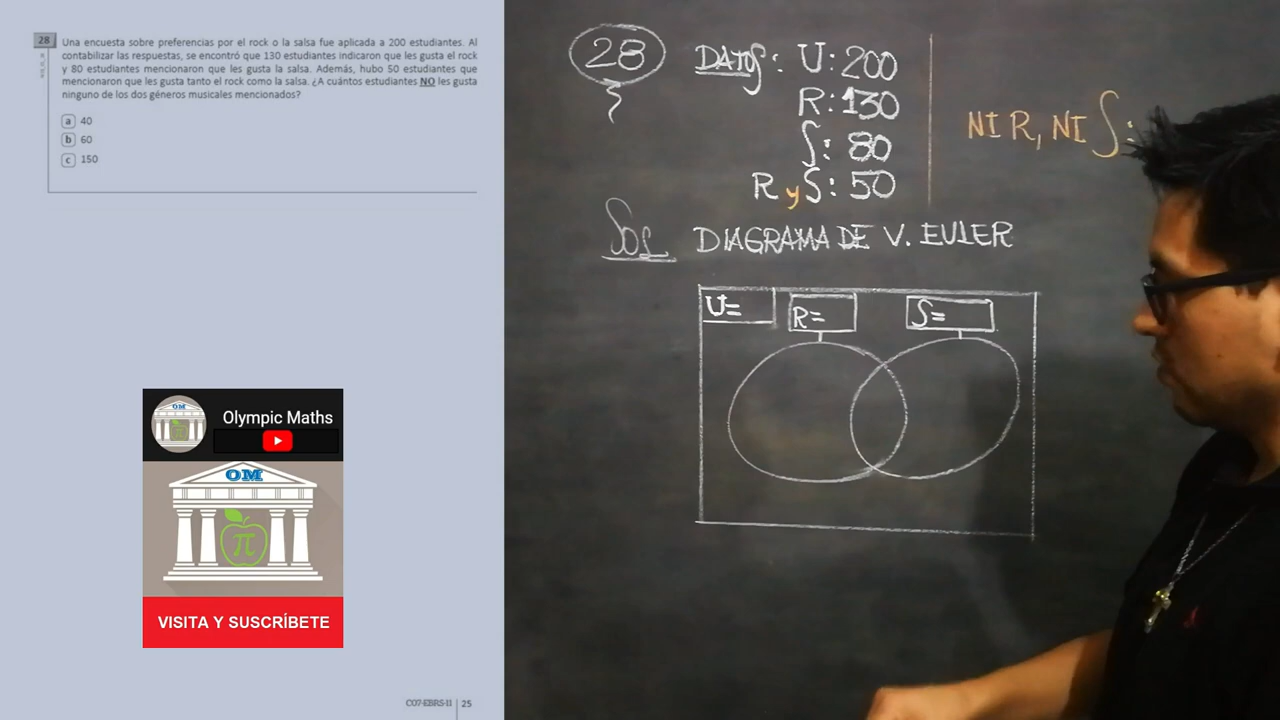 28
Una encuesta sobre preferencias por el rock o la salsa fue aplicada a 200 estudiantes. Al
contabilizar las respuestas, se encontró que 130 estudiantes indicaron que les gusta el rock
y 80 estudiantes mencionaron que les gusta la salsa. Además, hubo 50 estudiantes que
mencionaron que les gusta tanto el rock como la salsa. ¿A cuántos estudiantes NO les gusta
ninguno de los dos géneros musicales mencionados?
a 40
b 60
c 150
OM
Olympic Maths
OM
π
VISITA Y SUSCRÍBETE
C07-EBRS-11 25
28
DATOS: U: 200
R: 130
S: 80
R y S: 50
NI R, NI S:
SOL DIAGRAMA DE V. EULER
U= R= S=